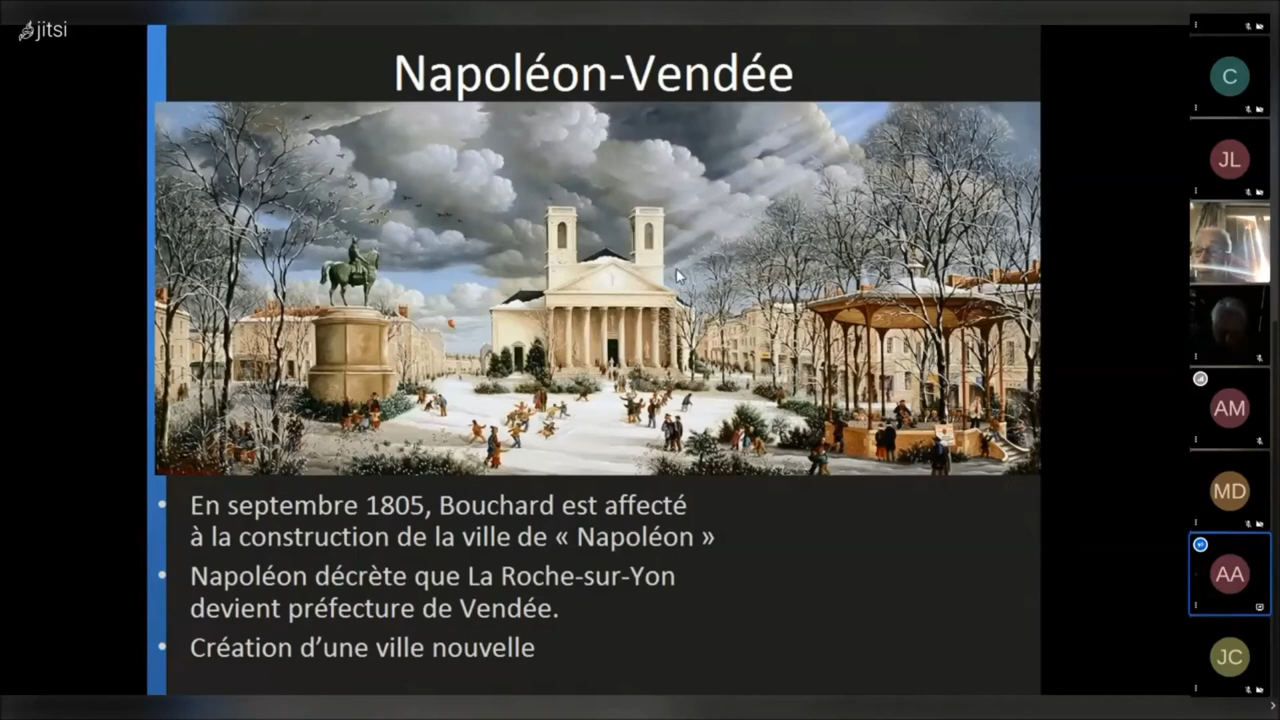 jitsi
Napoléon-Vendée
• En septembre 1805, Bouchard est affecté
à la construction de la ville de « Napoléon »
• Napoléon décrète que La Roche-sur-Yon
devient préfecture de Vendée.
• Création d’une ville nouvelle
C
JL
AM
MD
AA
JC